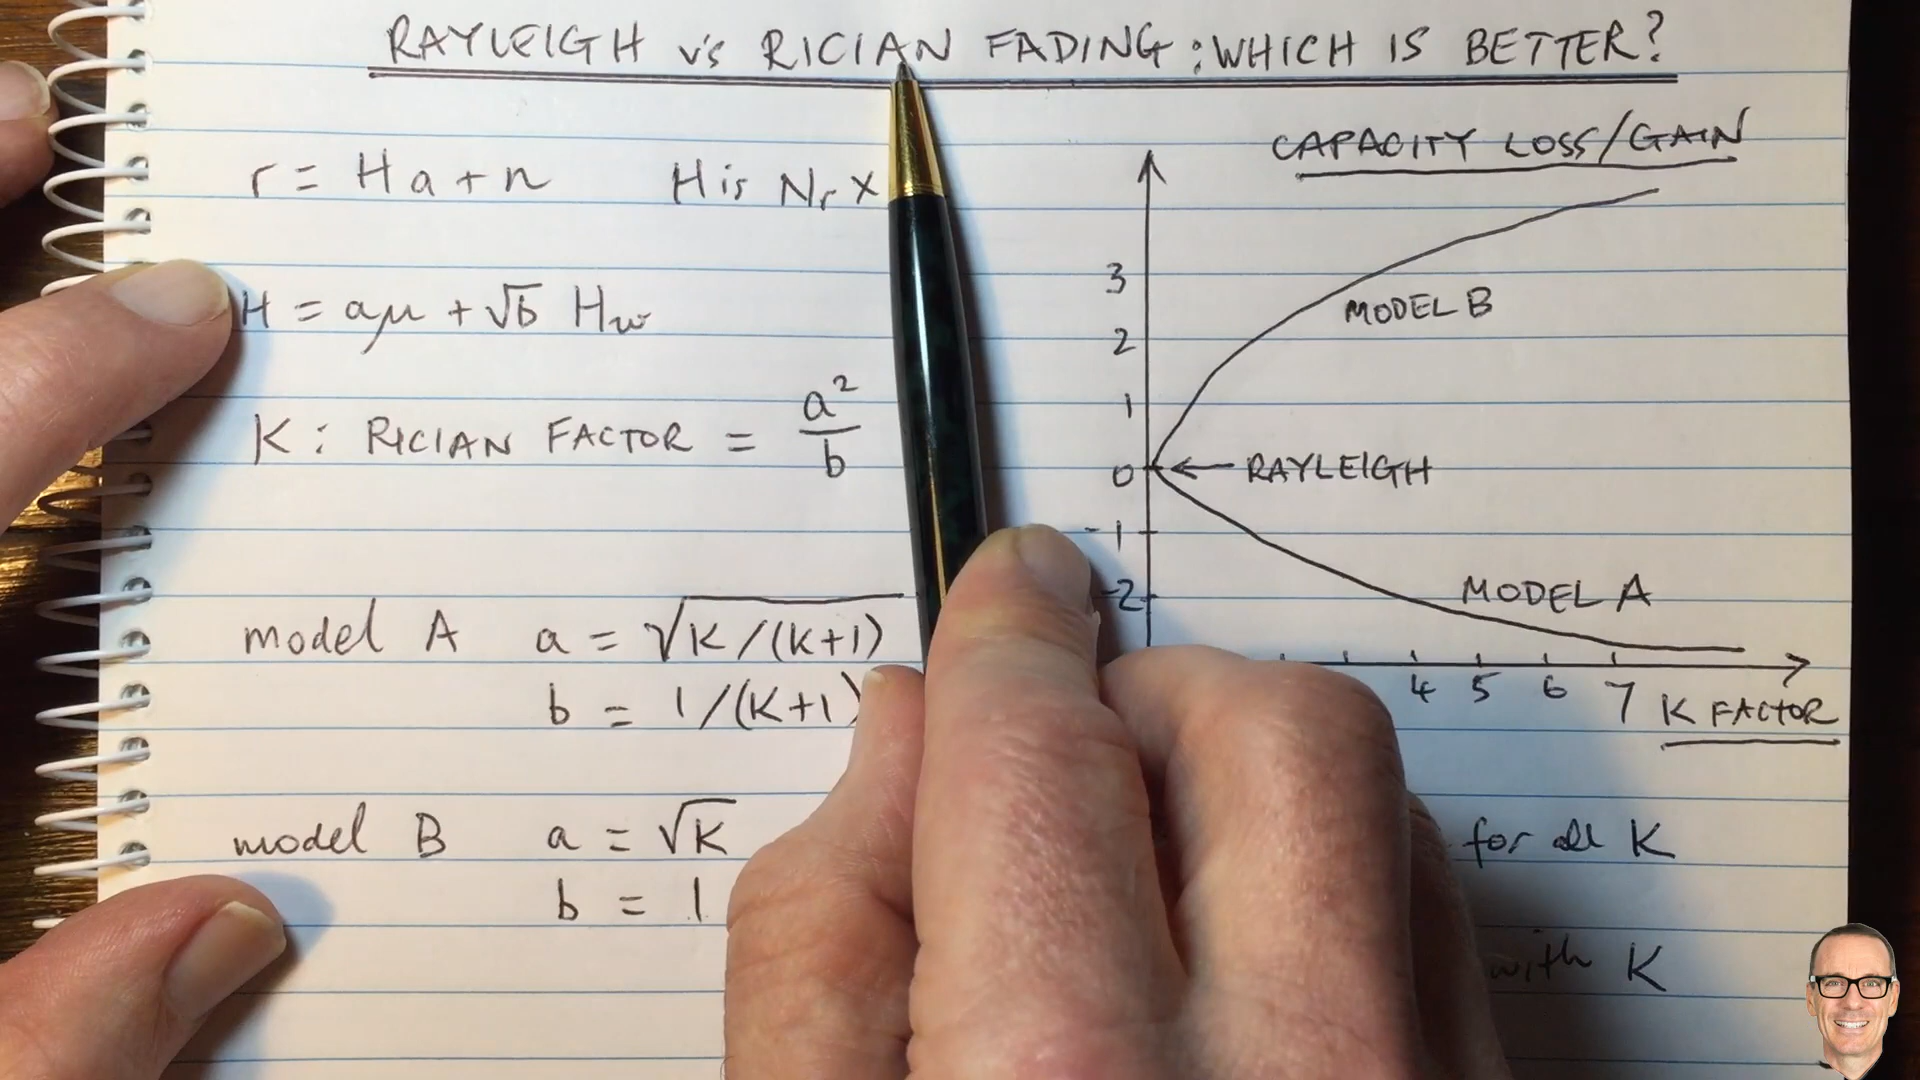 RAYLEIGH v's RICIAN FADING : WHICH IS BETTER?
r = Ha + n    H is Nr x
H = aμ + √b Hw
K : RICIAN FACTOR = a²/b
model A  a = √K/(K+1)
b = 1/(K+1)
model B  a = √K
b = 1
CAPACITY LOSS/GAIN
3
MODEL B
2
1
0 ← RAYLEIGH
-1
-2
MODEL A
4 5 6 7 K FACTOR
for all K
with K